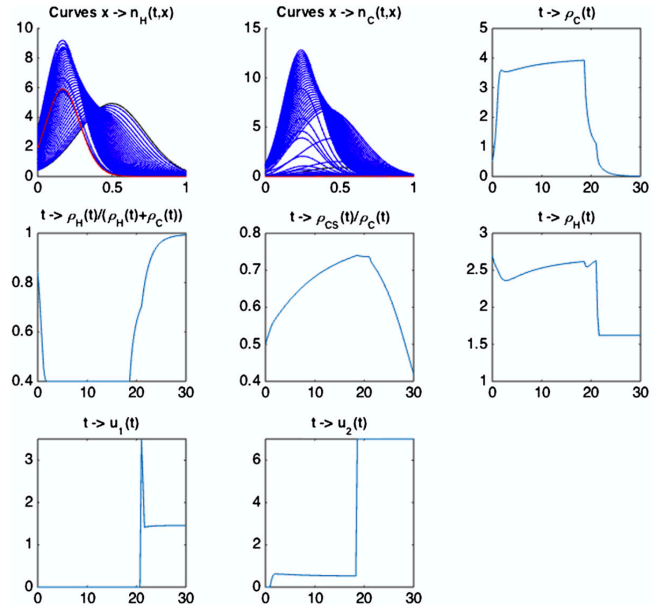 Curves x -> n_H(t,x)
10
8
6
4
2
0
0 0.5 1
Curves x -> n_C(t,x)
15
10
5
0
0 0.5 1
t -> ρ_C(t)
5
4
3
2
1
0
0 10 20 30
t -> ρ_H(t)/(ρ_H(t)+ρ_C(t))
1
0.8
0.6
0.4
0 10 20 30
t -> ρ_CS(t)/ρ_C(t)
0.8
0.7
0.6
0.5
0.4
0 10 20 30
t -> ρ_H(t)
3
2.5
2
1.5
1
0 10 20 30
t -> u_1(t)
3
2
1
0
0 10 20 30
t -> u_2(t)
6
4
2
0
0 10 20 30